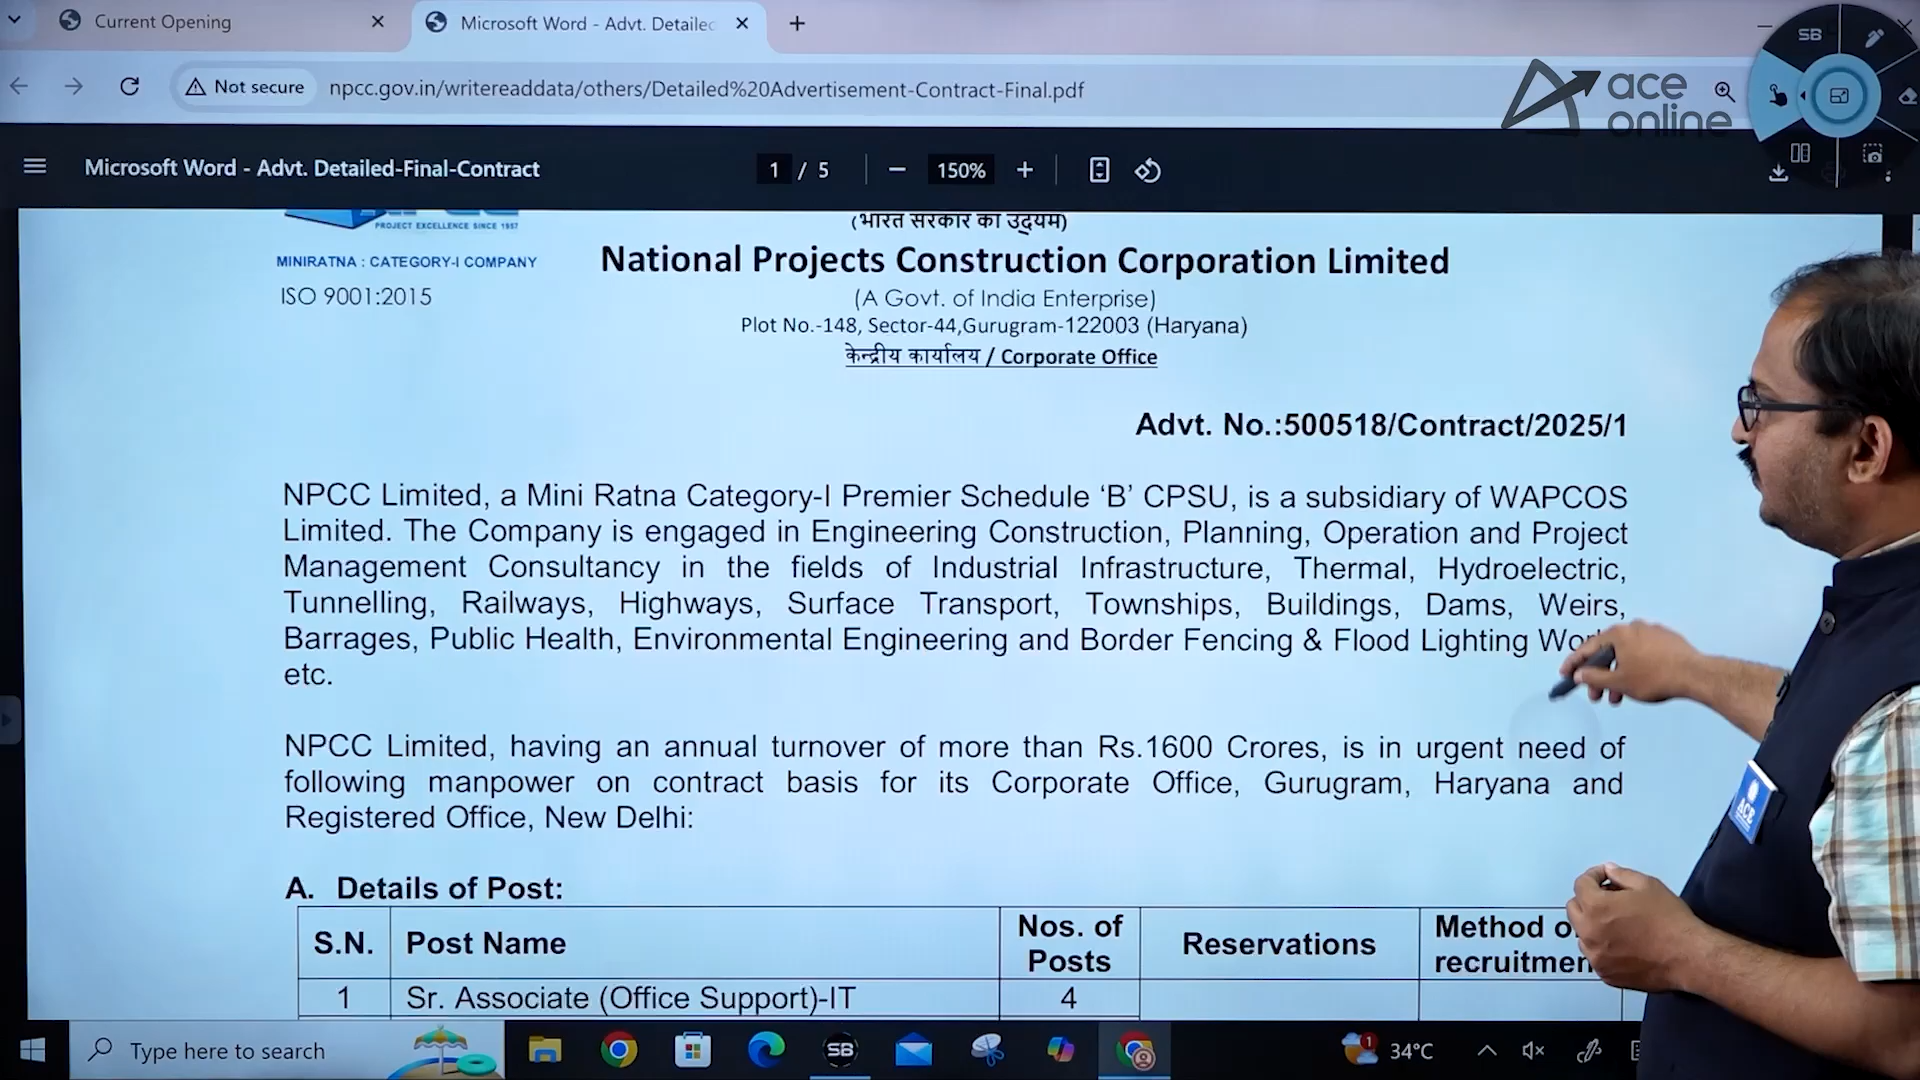 Current Opening
Microsoft Word - Advt. Detailed
SB
Not secure
npcc.gov.in/writereaddata/others/Detailed%20Advertisement-Contract-Final.pdf
ace
online
Microsoft Word - Advt. Detailed-Final-Contract
1 / 5
150%
PROJECT EXCELLENCE SINCE 1957
(भारत सरकार का उद्यम)
MINIRATNA : CATEGORY-I COMPANY
National Projects Construction Corporation Limited
ISO 9001:2015
(A Govt. of India Enterprise)
Plot No.-148, Sector-44,Gurugram-122003 (Haryana)
केन्द्रीय कार्यालय / Corporate Office
Advt. No.:500518/Contract/2025/1
NPCC Limited, a Mini Ratna Category-I Premier Schedule ‘B’ CPSU, is a subsidiary of WAPCOS
Limited. The Company is engaged in Engineering Construction, Planning, Operation and Project
Management Consultancy in the fields of Industrial Infrastructure, Thermal, Hydroelectric,
Tunnelling, Railways, Highways, Surface Transport, Townships, Buildings, Dams, Weirs,
Barrages, Public Health, Environmental Engineering and Border Fencing & Flood Lighting
etc.
NPCC Limited, having an annual turnover of more than Rs.1600 Crores, is in urgent need of
following manpower on contract basis for its Corporate Office, Gurugram, Haryana and
Registered Office, New Delhi:
ACE
A. Details of Post:
S.N. Post Name Nos. of Posts Reservations Method recruitmen
1 Sr. Associate (Office Support)-IT 4
Type here to search
SB
1
34°C